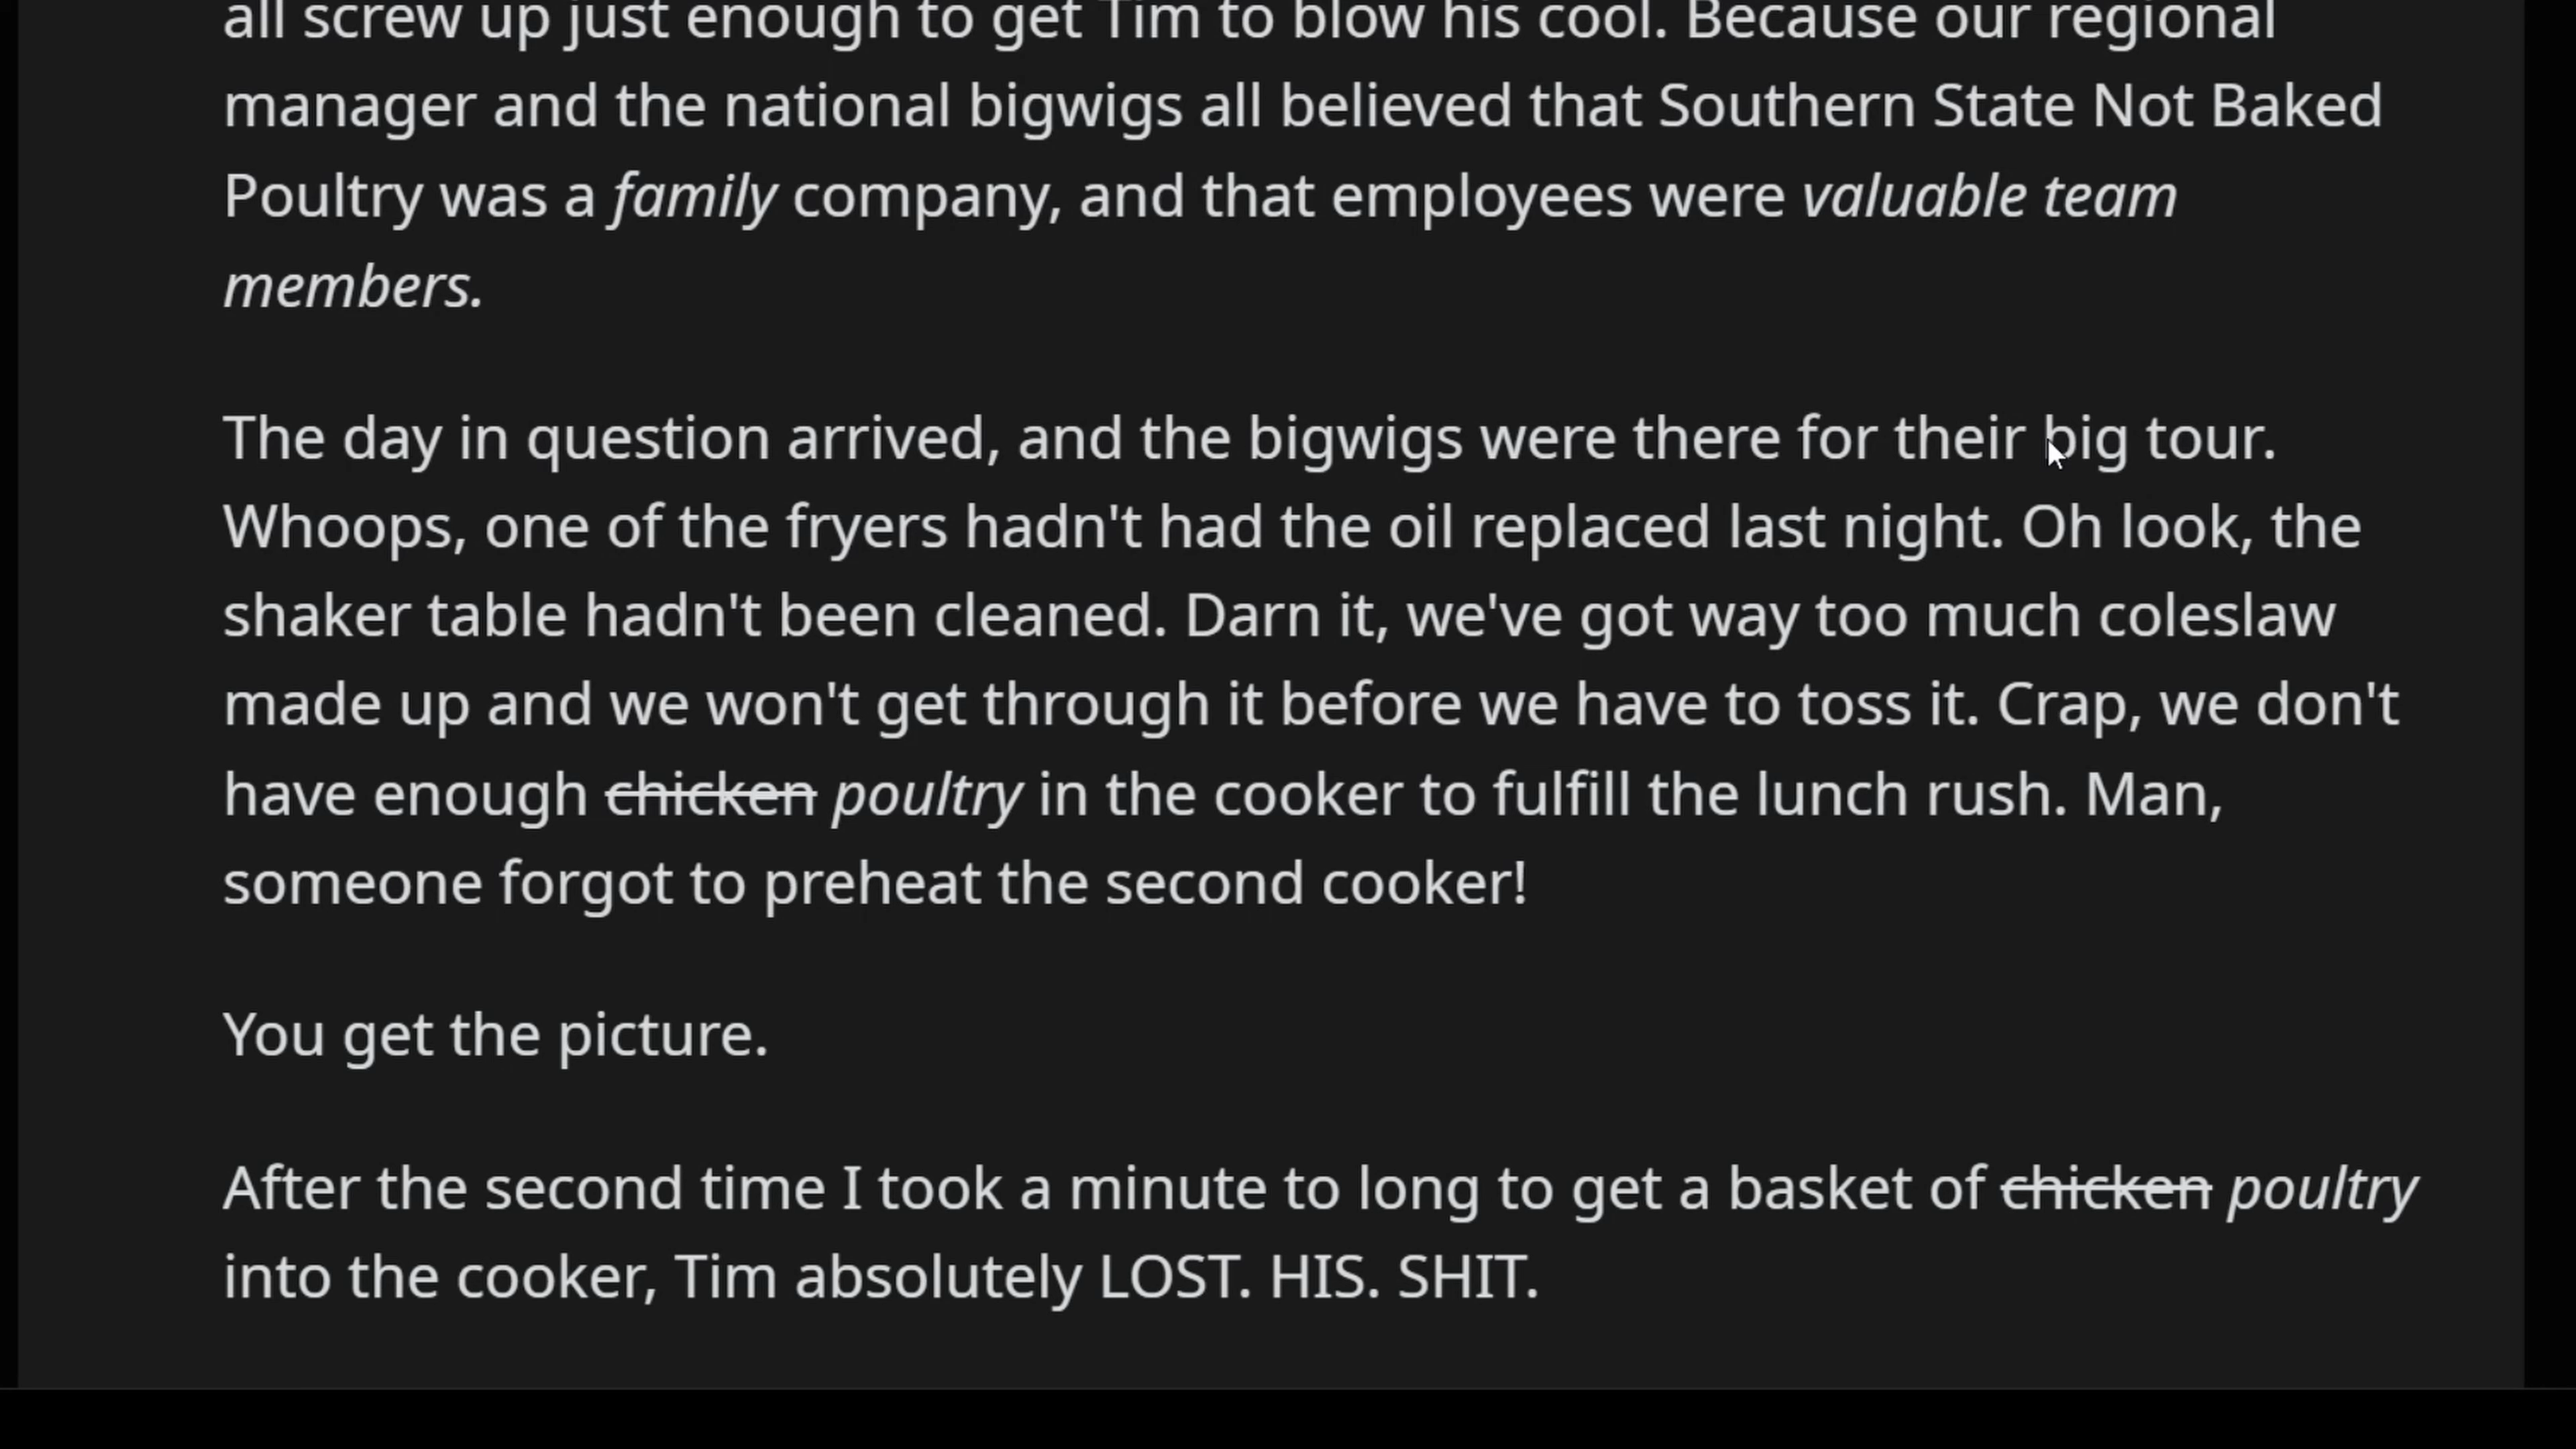 all screw up just enough to get Tim to blow his cool. Because our regional
manager and the national bigwigs all believed that Southern State Not Baked
Poultry was a family company, and that employees were valuable team
members.
The day in question arrived, and the bigwigs were there for their big tour.
Whoops, one of the fryers hadn't had the oil replaced last night. Oh look, the
shaker table hadn't been cleaned. Darn it, we've got way too much coleslaw
made up and we won't get through it before we have to toss it. Crap, we don't
have enough chicken poultry in the cooker to fulfill the lunch rush. Man,
someone forgot to preheat the second cooker!
You get the picture.
After the second time I took a minute to long to get a basket of chicken poultry
into the cooker, Tim absolutely LOST. HIS. SHIT.